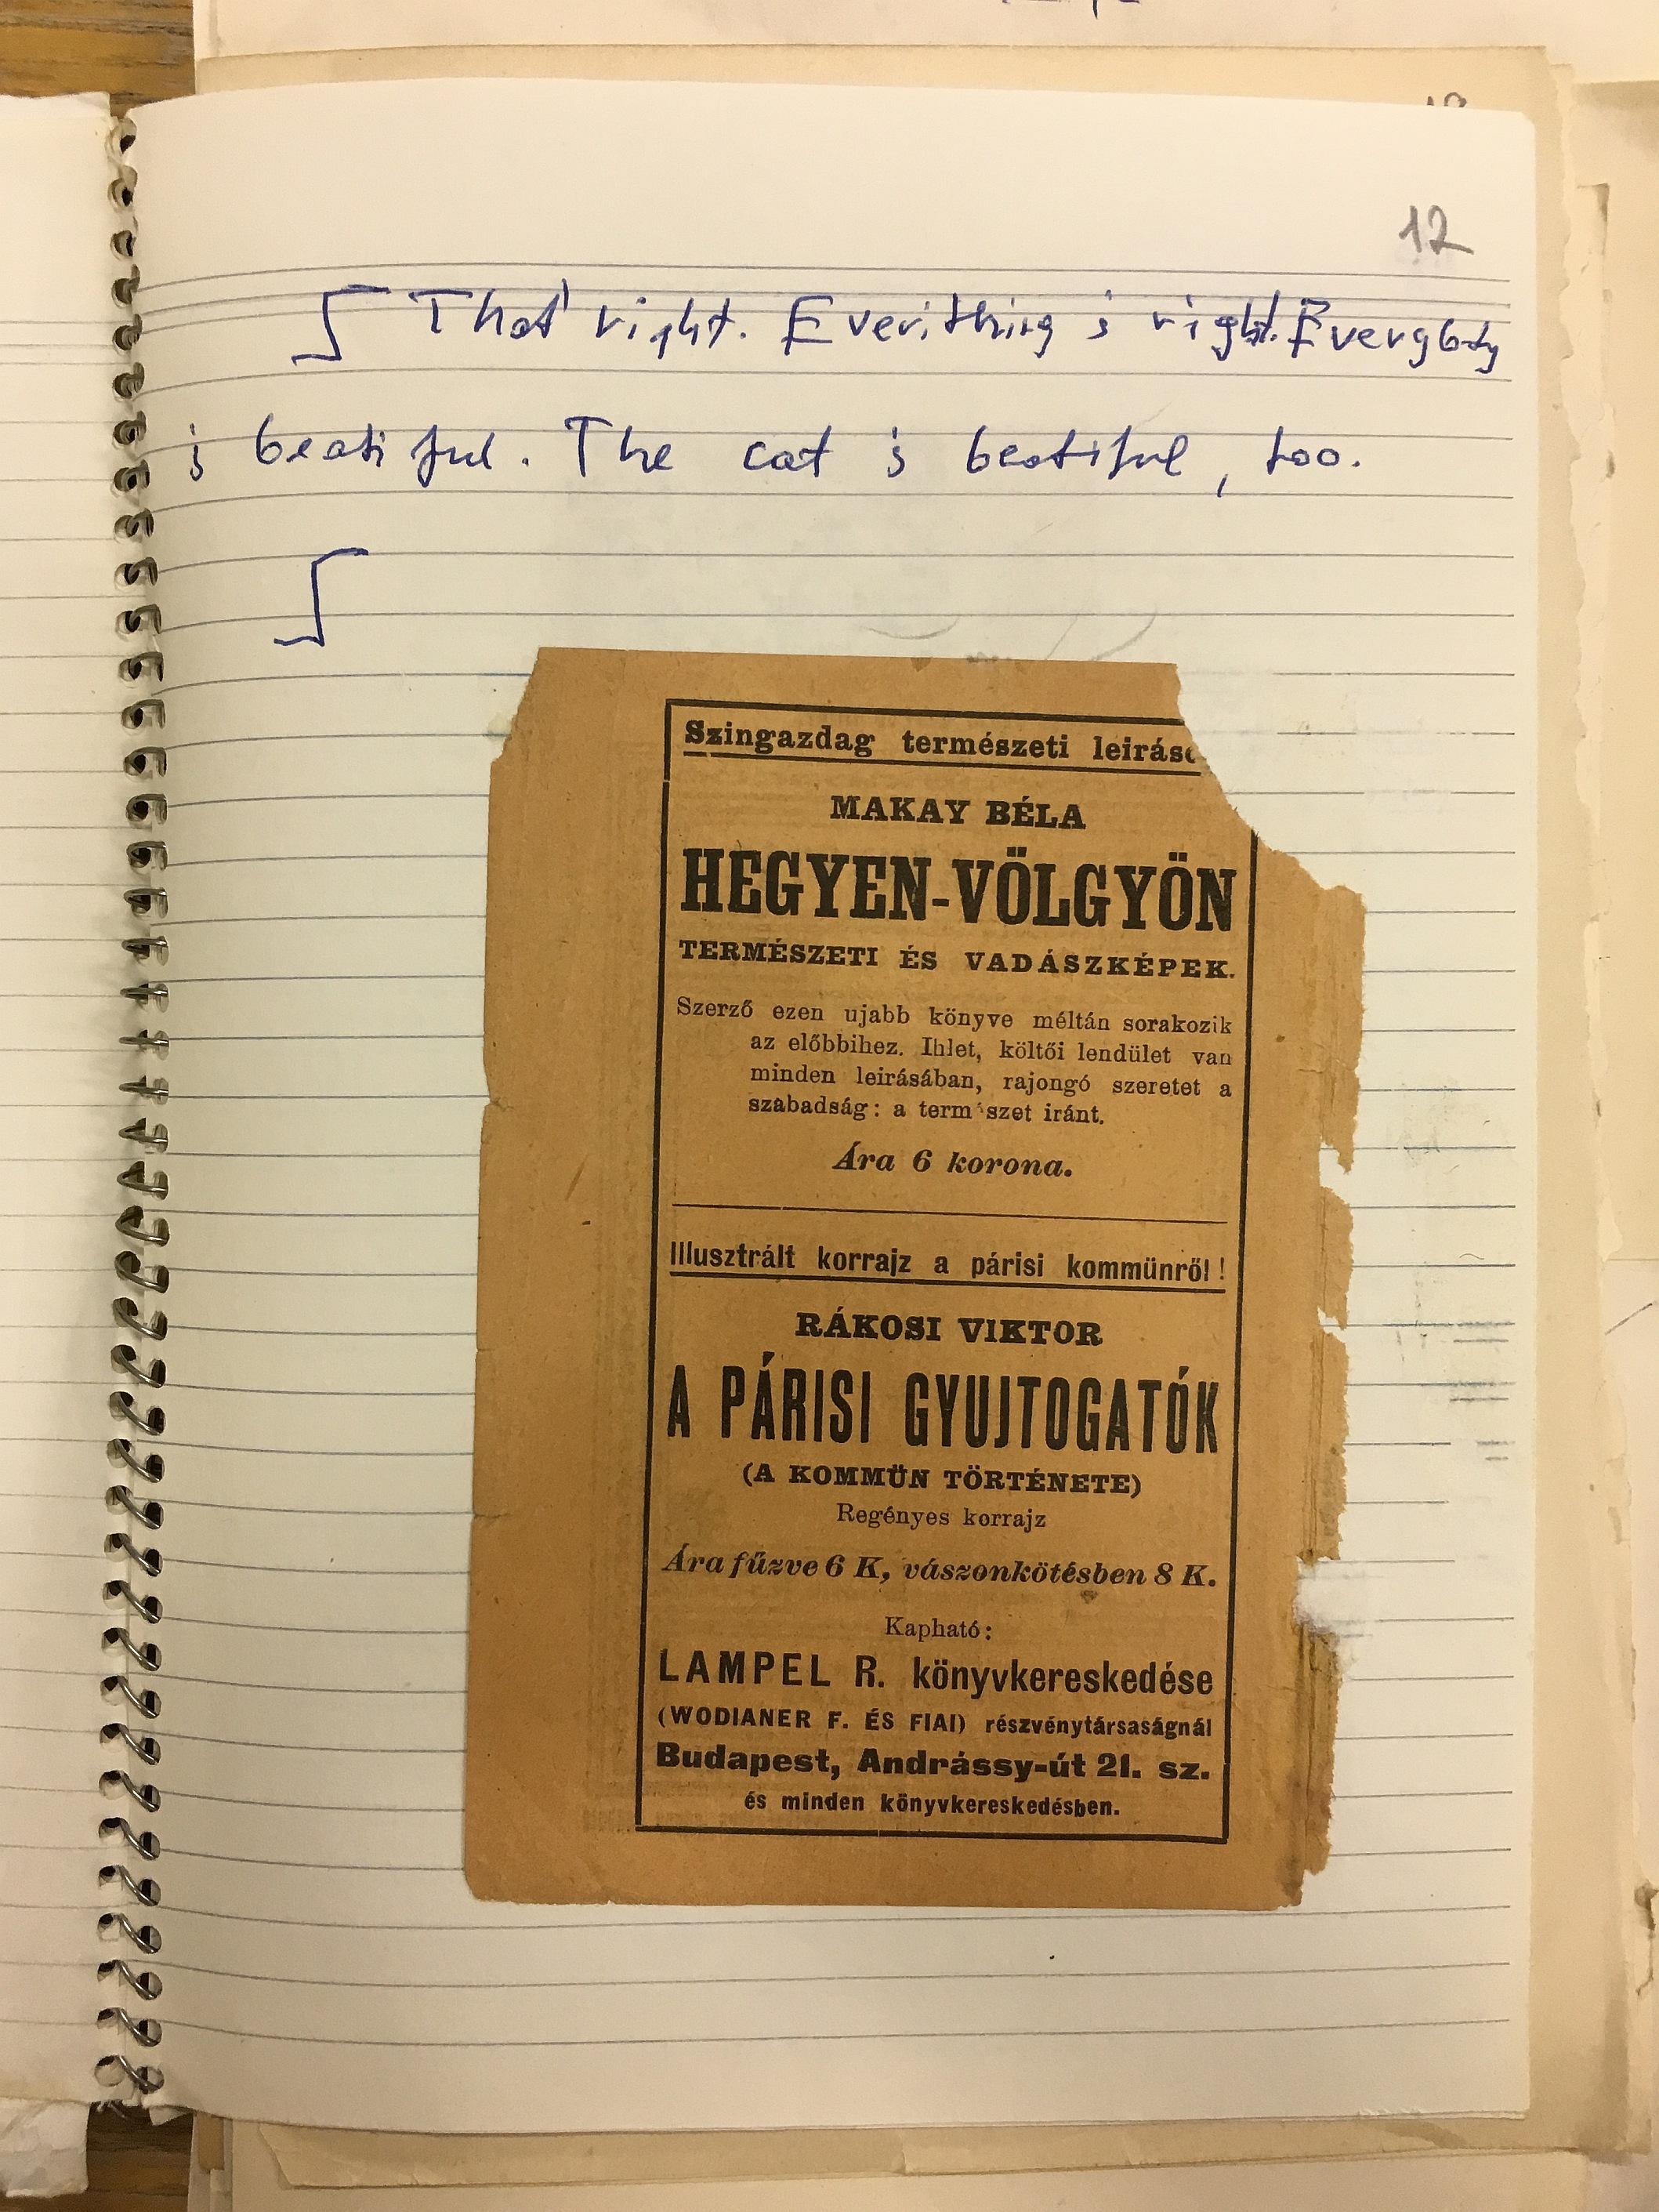 12
ʃ That' right. Everithing is right. Everybody
is beatiful. The cat is beatiful, too.
ʃ
Szingazdag természeti leiráso
MAKAY BÉLA
HEGYEN-VÖLGYÖN
TERMÉSZETI ÉS VADÁSZKÉPEK.
Szerző ezen ujabb könyve méltán sorakozik
az előbbihez. Ihlet, költői lendület van
minden leirásában, rajongó szeretet a
szabadság: a term szet iránt.
Ára 6 korona.
Illusztrált korrajz a párisi kommünről!
RÁKOSI VIKTOR
A PÁRISI GYUJTOGATÓK
(A KOMMÜN TÖRTÉNETE)
Regényes korrajz
Ára fűzve 6 K, vászonkötésben 8 K.
Kapható:
LAMPEL R. könyvkereskedése
(WODIANER F. ÉS FIAI) részvénytársaságnál
Budapest, Andrássy-út 21. sz.
és minden könyvkereskedésben.